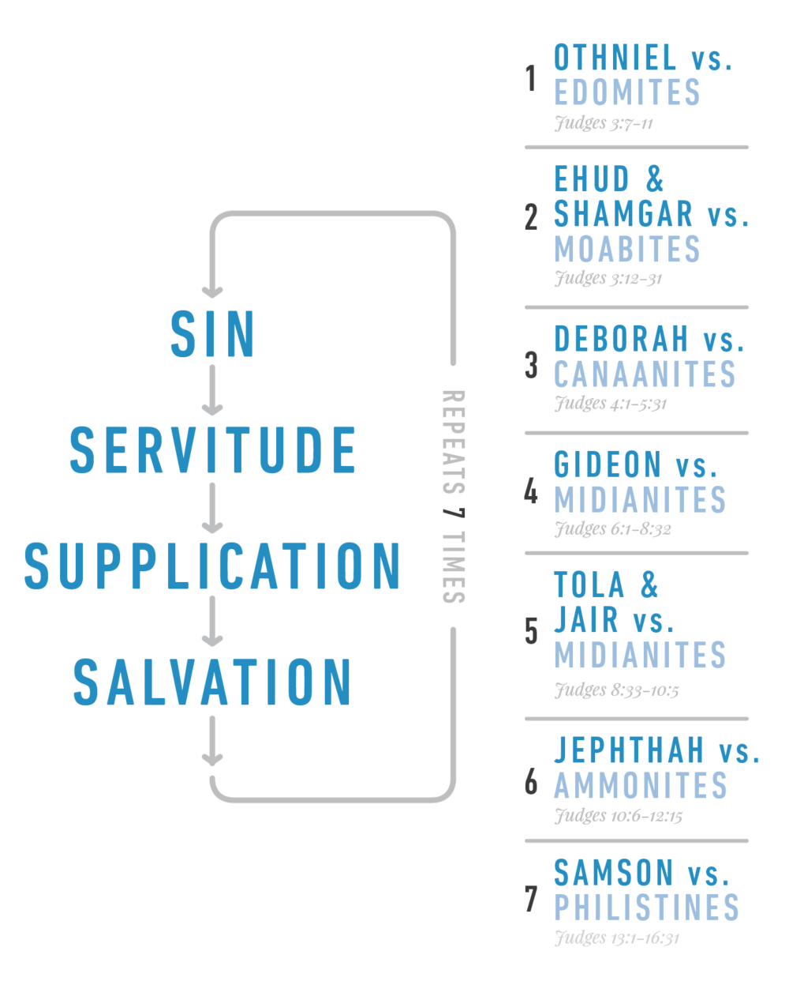 SIN
SERVITUDE
SUPPLICATION
SALVATION
REPEATS 7 TIMES
1
OTHNIEL vs.
EDOMITES
Judges 3:7–11
2
EHUD &
SHAMGAR vs.
MOABITES
Judges 3:12–31
3
DEBORAH vs.
CANAANITES
Judges 4:1–5:31
4
GIDEON vs.
MIDIANITES
Judges 6:1–8:32
5
TOLA &
JAIR vs.
MIDIANITES
Judges 8:33–10:5
6
JEPHTHAH vs.
AMMONITES
Judges 10:6–12:15
7
SAMSON vs.
PHILISTINES
Judges 13:1–16:31